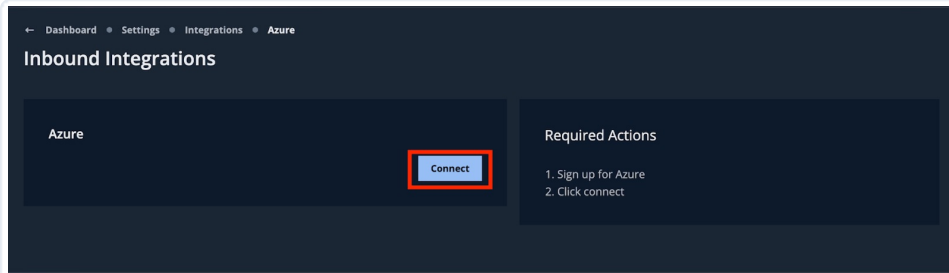 ← Dashboard • Settings • Integrations • Azure
Inbound Integrations
Azure
Connect
Required Actions
1. Sign up for Azure
2. Click connect